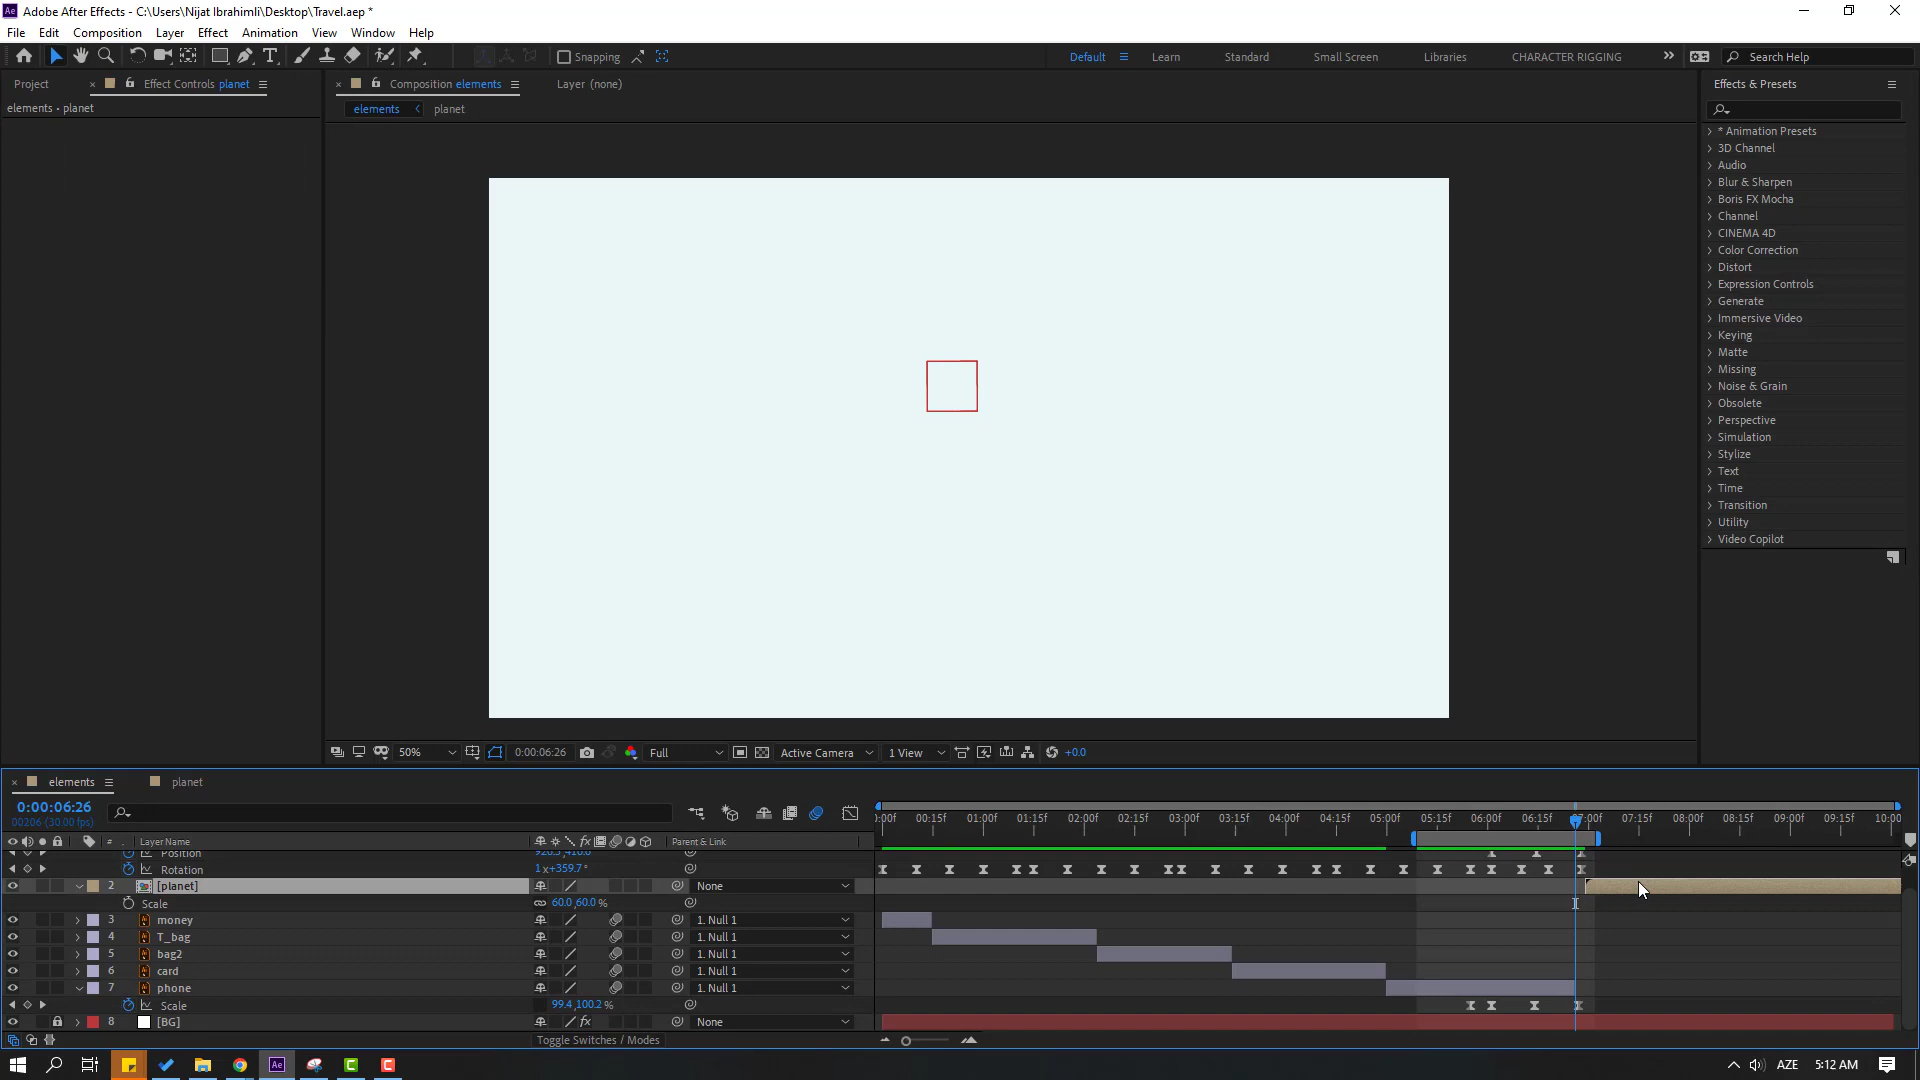 Adobe After Effects - C:\Users\Nijat Ibrahimli\Desktop\Travel.aep *
File Edit Composition Layer Effect Animation View Window Help
Snapping Default Learn Standard Small Screen Libraries CHARACTER RIGGING Search Help
Project Effect Controls planet Composition elements Layer (none) Effects & Presets
elements • planet elements planet
* Animation Presets
3D Channel
Audio
Blur & Sharpen
Boris FX Mocha
Channel
CINEMA 4D
Color Correction
Distort
Expression Controls
Generate
Immersive Video
Keying
Matte
Missing
Noise & Grain
Obsolete
Perspective
Simulation
Stylize
Text
Time
Transition
Utility
Video Copilot
50% 0:00:06:26 Full Active Camera 1 View +0.0
elements planet
0:00:06:26
00206 (30.00 fps)
:00f 00:15f 01:00f 01:15f 02:00f 02:15f 03:00f 03:15f 04:00f 04:15f 05:00f 05:15f 06:00f 06:15f 07:00f 07:15f 08:00f 08:15f 09:00f 09:15f 10:00
# Layer Name Parent & Link
Position
Rotation 1x+359.7°
2 [planet] None
Scale 60.0,60.0%
3 money 1. Null 1
4 T_bag 1. Null 1
5 bag2 1. Null 1
6 card 1. Null 1
7 phone 1. Null 1
Scale 99.4,100.2%
8 [BG] fx None
Toggle Switches / Modes
AZE 5:12 AM